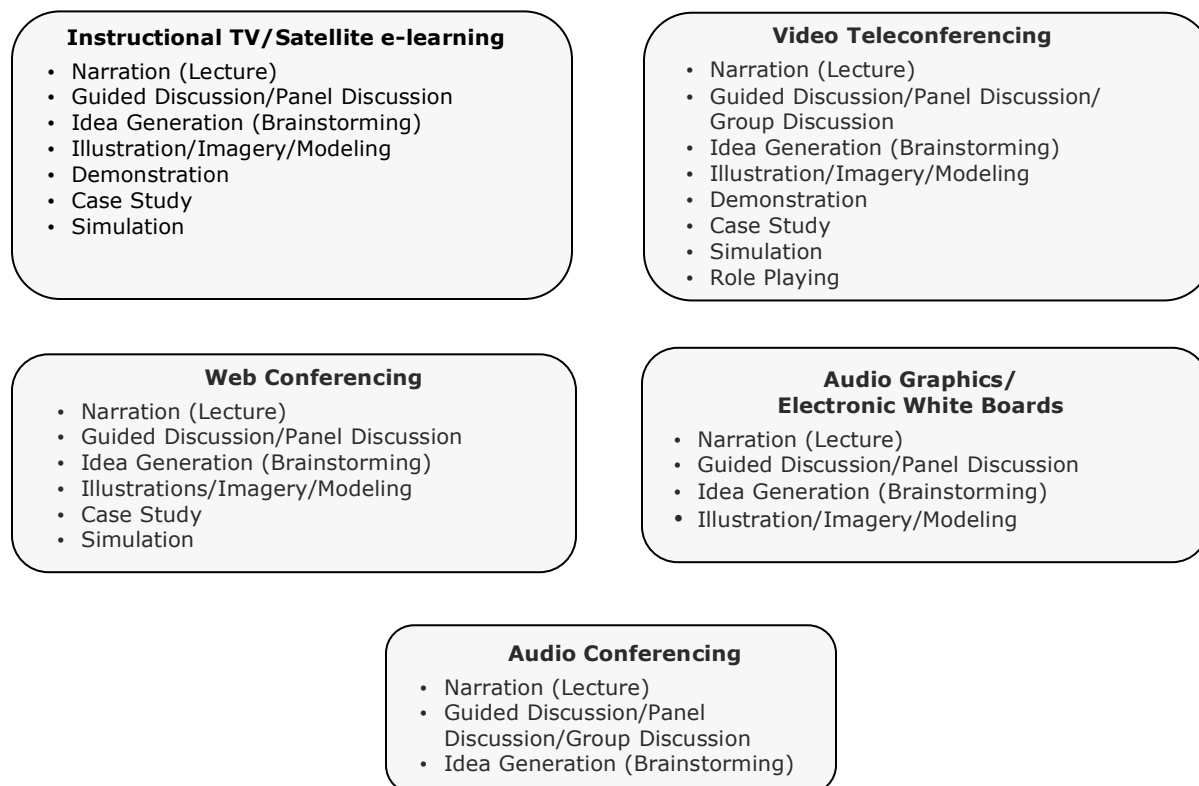 Instructional TV/Satellite e-learning
• Narration (Lecture)
• Guided Discussion/Panel Discussion
• Idea Generation (Brainstorming)
• Illustration/Imagery/Modeling
• Demonstration
• Case Study
• Simulation
Video Teleconferencing
• Narration (Lecture)
• Guided Discussion/Panel Discussion/
Group Discussion
• Idea Generation (Brainstorming)
• Illustration/Imagery/Modeling
• Demonstration
• Case Study
• Simulation
• Role Playing
Web Conferencing
• Narration (Lecture)
• Guided Discussion/Panel Discussion
• Idea Generation (Brainstorming)
• Illustrations/Imagery/Modeling
• Case Study
• Simulation
Audio Graphics/
Electronic White Boards
• Narration (Lecture)
• Guided Discussion/Panel Discussion
• Idea Generation (Brainstorming)
• Illustration/Imagery/Modeling
Audio Conferencing
• Narration (Lecture)
• Guided Discussion/Panel
Discussion/Group Discussion
• Idea Generation (Brainstorming)